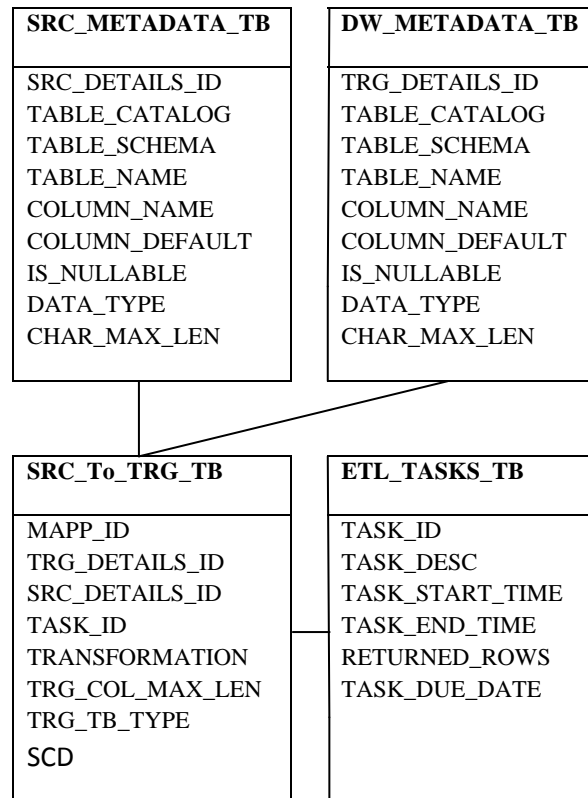 SRC_METADATA_TB
SRC_DETAILS_ID
TABLE_CATALOG
TABLE_SCHEMA
TABLE_NAME
COLUMN_NAME
COLUMN_DEFAULT
IS_NULLABLE
DATA_TYPE
CHAR_MAX_LEN
DW_METADATA_TB
TRG_DETAILS_ID
TABLE_CATALOG
TABLE_SCHEMA
TABLE_NAME
COLUMN_NAME
COLUMN_DEFAULT
IS_NULLABLE
DATA_TYPE
CHAR_MAX_LEN
SRC_To_TRG_TB
MAPP_ID
TRG_DETAILS_ID
SRC_DETAILS_ID
TASK_ID
TRANSFORMATION
TRG_COL_MAX_LEN
TRG_TB_TYPE
SCD
ETL_TASKS_TB
TASK_ID
TASK_DESC
TASK_START_TIME
TASK_END_TIME
RETURNED_ROWS
TASK_DUE_DATE